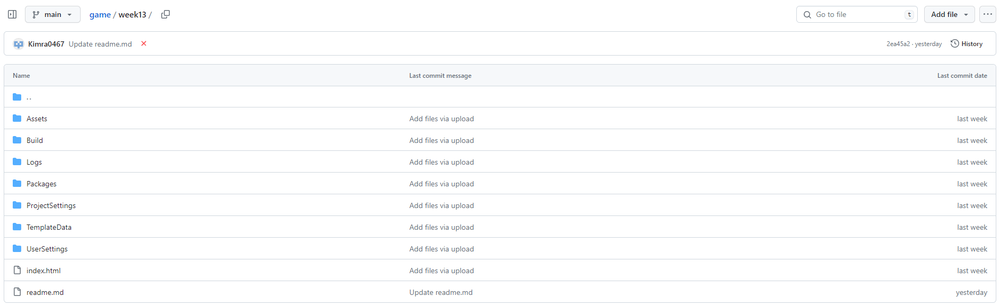 main game / week13 / Go to file t Add file ...
Kimra0467 Update readme.md 2ea45a2 · yesterday History
Name Last commit message Last commit date
..
Assets Add files via upload last week
Build Add files via upload last week
Logs Add files via upload last week
Packages Add files via upload last week
ProjectSettings Add files via upload last week
TemplateData Add files via upload last week
UserSettings Add files via upload last week
index.html Add files via upload last week
readme.md Update readme.md yesterday